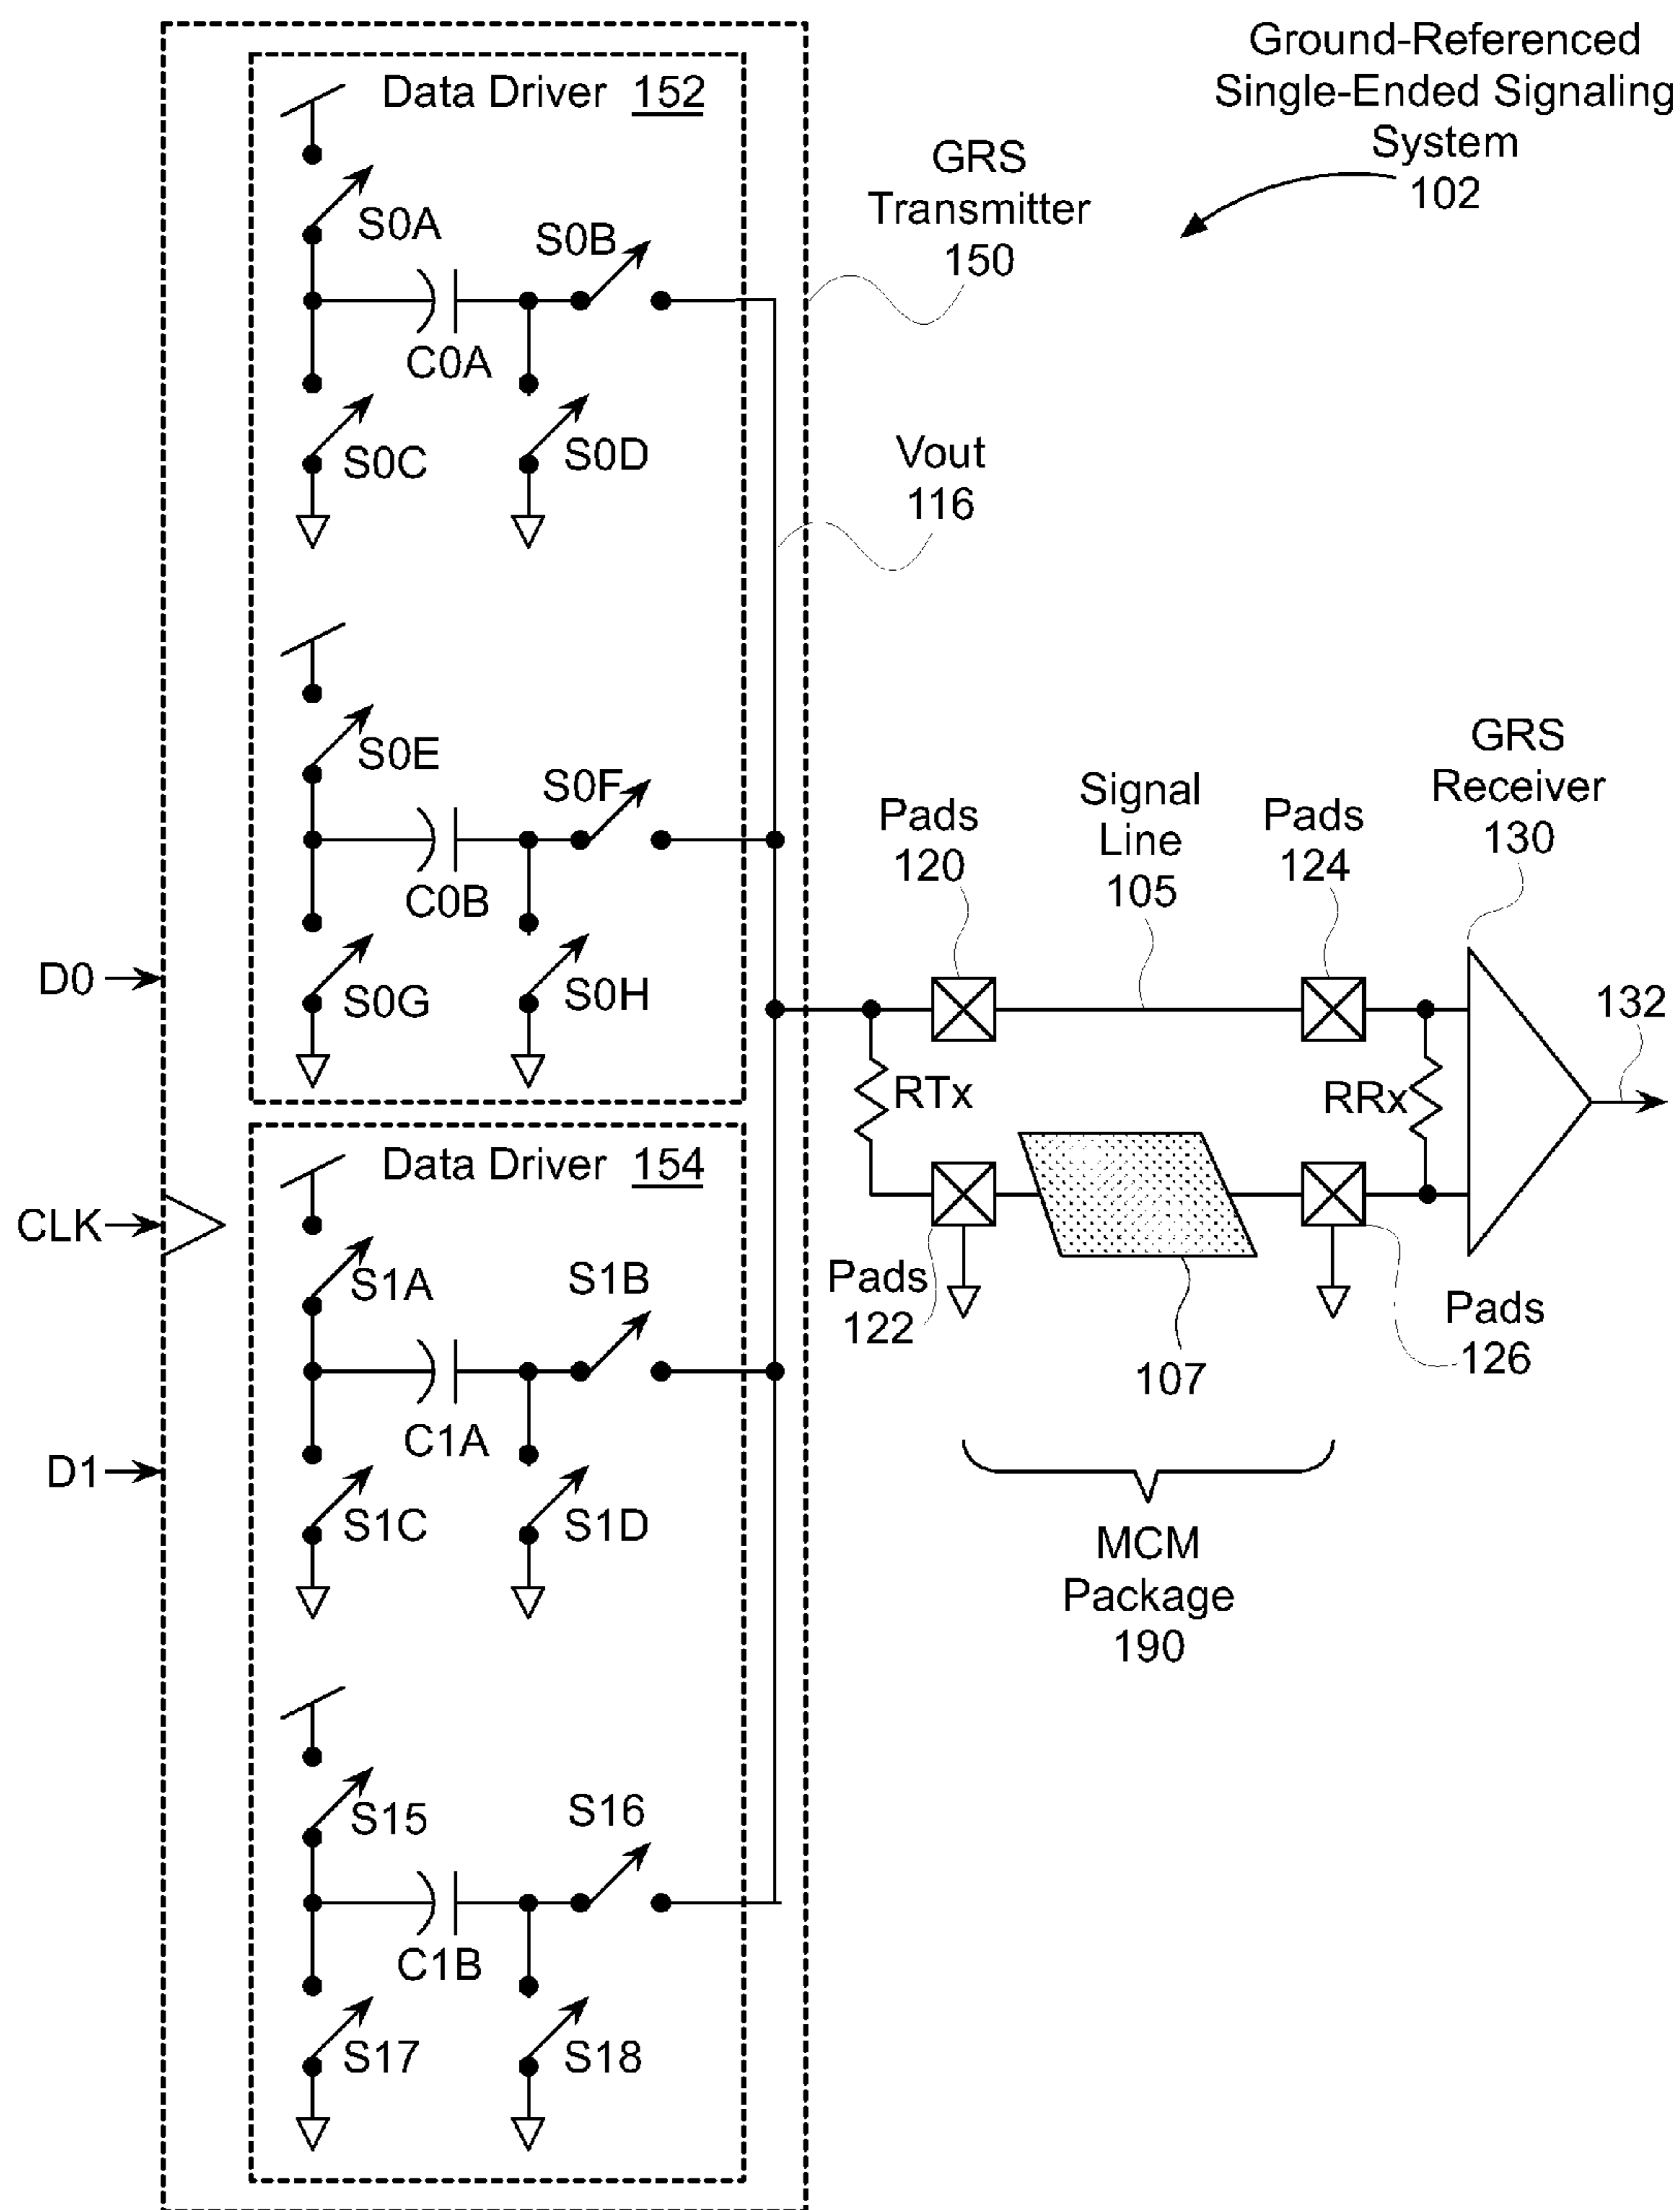 Ground-Referenced
Single-Ended Signaling
System
102
Data Driver 152
GRS
Transmitter
150
S0A
S0B
C0A
S0C
S0D
Vout
116
S0E
S0F
C0B
S0G
S0H
GRS
Receiver
130
Signal
Line
105
Pads
120
Pads
124
D0
132
RTx
RRx
Data Driver 154
CLK
S1A
S1B
C1A
S1C
S1D
Pads
122
107
Pads
126
D1
MCM
Package
190
S15
S16
C1B
S17
S18